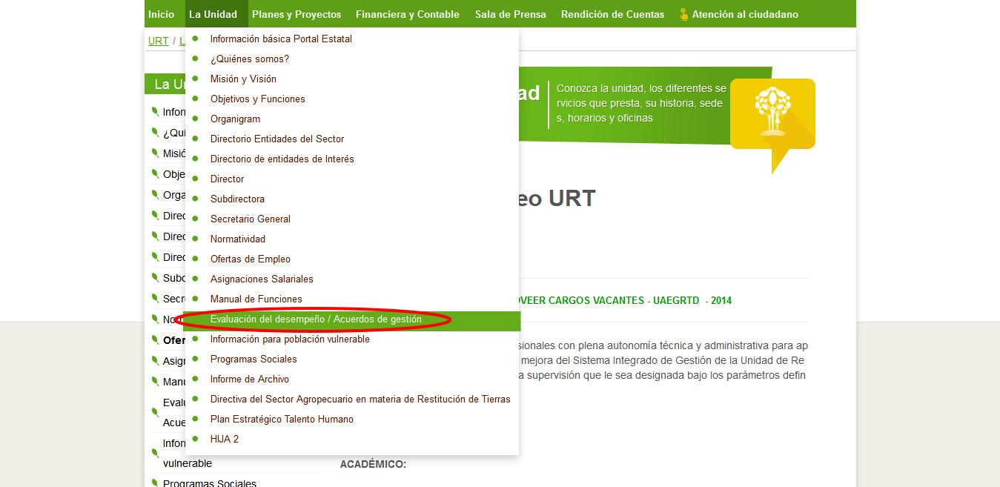 Inicio La Unidad Planes y Proyectos Financiera y Contable Sala de Prensa Rendición de Cuentas Atención al ciudadano
URT /
Información básica Portal Estatal
¿Quiénes somos?
Misión y Visión
Objetivos y Funciones
Organigram
Directorio Entidades del Sector
Directorio de entidades de Interés
Director
Subdirectora
Secretario General
Normatividad
Ofertas de Empleo
Asignaciones Salariales
Manual de Funciones
Evaluación del desempeño / Acuerdos de gestión
Información para población vulnerable
Programas Sociales
Informe de Archivo
Directiva del Sector Agropecuario en materia de Restitución de Tierras
Plan Estratégico Talento Humano
HIJA 2
La Un
Infor
¿Qui
Misió
Obje
Orga
Direc
Direc
Direc
Subd
Secre
Ofer
Asign
Manu
Evalu
Acue
Infor
vulnerable
Programas Sociales
ad
Conozca la unidad, los diferentes se
rvicios que presta, su historia, sede
s, horarios y oficinas
eo URT
OVEER CARGOS VACANTES - UAEGRTD - 2014
sionales con plena autonomía técnica y administrativa para ap
mejora del Sistema Integrado de Gestión de la Unidad de Re
a supervisión que le sea designada bajo los parámetros defin
ACADÉMICO: